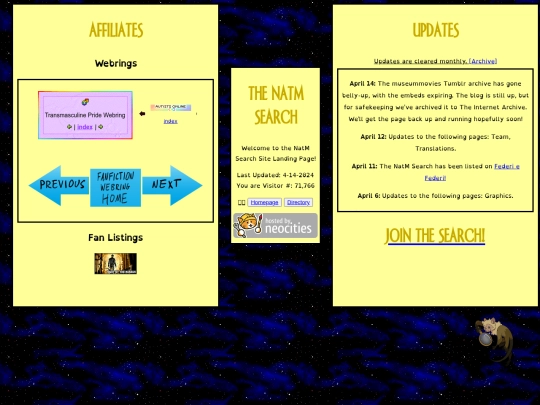 AFFILIATES
Webrings
Transmasculine Pride Webring
| index |
AUTISTS ONLINE
index
PREVIOUS
FANFICTION
WEBRING
HOME
NEXT
Fan Listings
THE NATM
SEARCH
Welcome to the NatM
Search Site Landing Page!
Last Updated: 4-14-2024
You are Visitor #: 71,766
Homepage Directory
hosted by
neocities
UPDATES
Updates are cleared monthly. [Archive]
April 14: The museummovies Tumblr archive has gone
belly-up, with the embeds expiring. The blog is still up, but
for safekeeping we've archived it to The Internet Archive.
We'll get the page back up and running hopefully soon!
April 12: Updates to the following pages: Team,
Translations.
April 11: The NatM Search has been listed on Federi e
Federi!
April 6: Updates to the following pages: Graphics.
JOIN THE SEARCH!